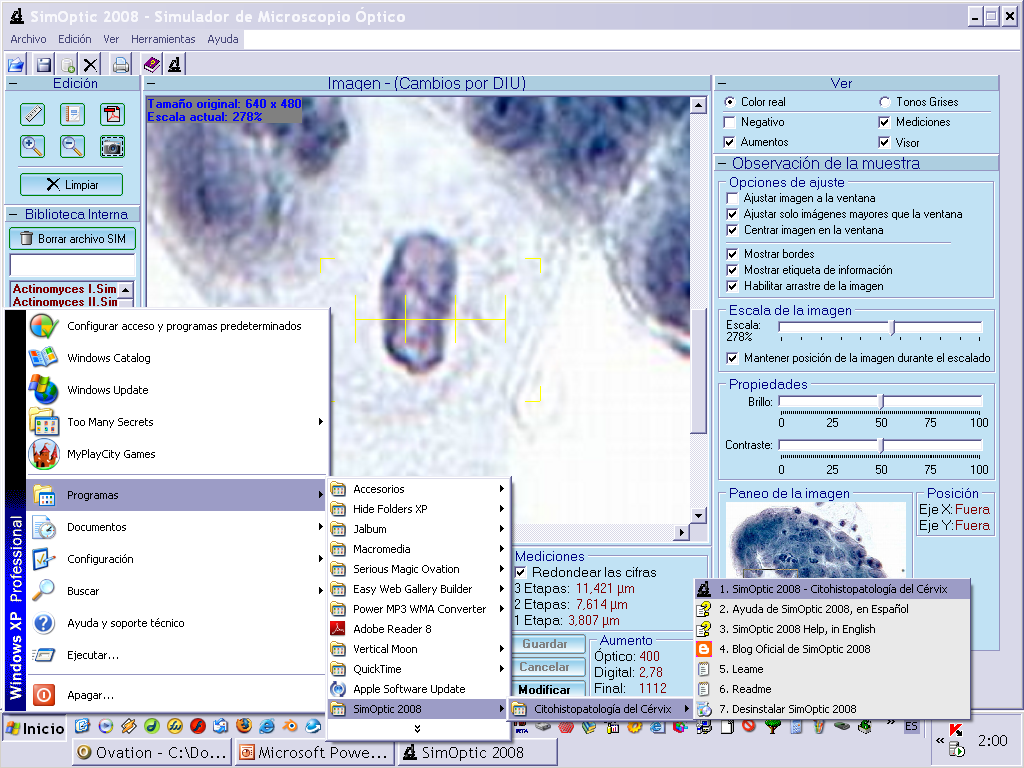 SimOptic 2008 - Simulador de Microscopio Óptico
Archivo Edición Ver Herramientas Ayuda
Edición
Limpiar
Biblioteca Interna
Borrar archivo SIM
Actinomyces I.Sim
Actinomyces II.Sim
Imagen - (Cambios por DIU)
Tamaño original: 640 x 480
Escala actual: 278%
Ver
Color real Tonos Grises
Negativo Mediciones
Aumentos Visor
Observación de la muestra
Opciones de ajuste
Ajustar imagen a la ventana
Ajustar solo imágenes mayores que la ventana
Centrar imagen en la ventana
Mostrar bordes
Mostrar etiqueta de información
Habilitar arrastre de la imagen
Escala de la imagen
Escala:
278%
Mantener posición de la imagen durante el escalado
Propiedades
Brillo:
0 25 50 75 100
Contraste:
0 25 50 75 100
Paneo de la imagen
Posición
Eje X: Fuera
Eje Y: Fuera
Mediciones
Redondear las cifras
3 Etapas: 11,421 µm
2 Etapas: 7,614 µm
1 Etapa: 3,807 µm
Guardar
Cancelar
Modificar
Aumento
Óptico: 400
Digital: 2,78
Final: 1112
Windows XP Professional
Configurar acceso y programas predeterminados
Windows Catalog
Windows Update
Too Many Secrets
MyPlayCity Games
Programas
Documentos
Configuración
Buscar
Ayuda y soporte técnico
Ejecutar...
Apagar...
Accesorios
Hide Folders XP
Jalbum
Macromedia
Serious Magic Ovation
Easy Web Gallery Builder
Power MP3 WMA Converter
Adobe Reader 8
Vertical Moon
QuickTime
Apple Software Update
SimOptic 2008
Citohistopatología del Cérvix
1. SimOptic 2008 - Citohistopatología del Cérvix
2. Ayuda de SimOptic 2008, en Español
3. SimOptic 2008 Help, in English
4. Blog Oficial de SimOptic 2008
5. Leame
6. Readme
7. Desinstalar SimOptic 2008
Inicio
BETA
ES
Ovation - C:\Do...
Microsoft Powe...
SimOptic 2008
2:00